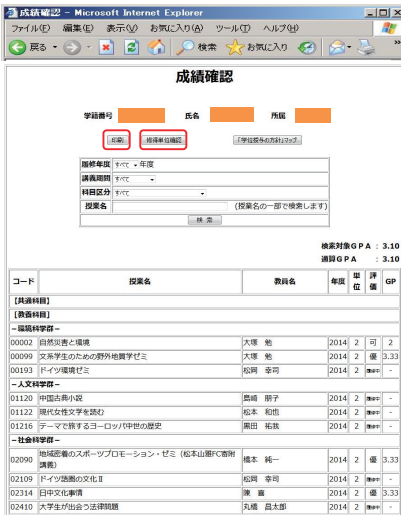 成績確認 - Microsoft Internet Explorer
ファイル(F) 編集(E) 表示(V) お気に入り(A) ツール(T) ヘルプ(H)
戻る 検索 お気に入り
成績確認
学籍番号 氏名 所属
印刷 修得単位確認 「学位授与の方針」マップ
履修年度 すべて 年度
講義期間 すべて
科目区分 すべて
授業名 (授業名の一部で検索します)
検 索
検索対象GPA : 3.10
通算GPA : 3.10
コード 授業名 教員名 年度 単位 評価 GP
【共通科目】
【教養科目】
－環境科学群－
00002 自然災害と環境 大塚 勉 2014 2 可 2
00099 文系学生のための野外地質学ゼミ 大塚 勉 2014 2 優 3.33
00193 ドイツ環境ゼミ 松岡 幸司 2014 2 履修中 -
－人文科学群－
01120 中国古典小説 島崎 朋子 2014 2 履修中 -
01122 現代女性文学を読む 松本 和也 2014 2 履修中 -
01216 テーマで旅するヨーロッパ中世の歴史 黒田 祐我 2014 2 履修中 -
－社会科学群－
02090 地域密着のスポーツプロモーション・ゼミ（松本山雅FC寄附講義） 橋本 純一 2014 2 優 3.33
02109 ドイツ語圏の文化Ⅱ 松岡 幸司 2014 2 履修中 -
02314 日中文化事情 陳 喜 2014 2 優 3.33
02410 大学生が出会う法律問題 丸橋 昌太郎 2014 2 履修中 -